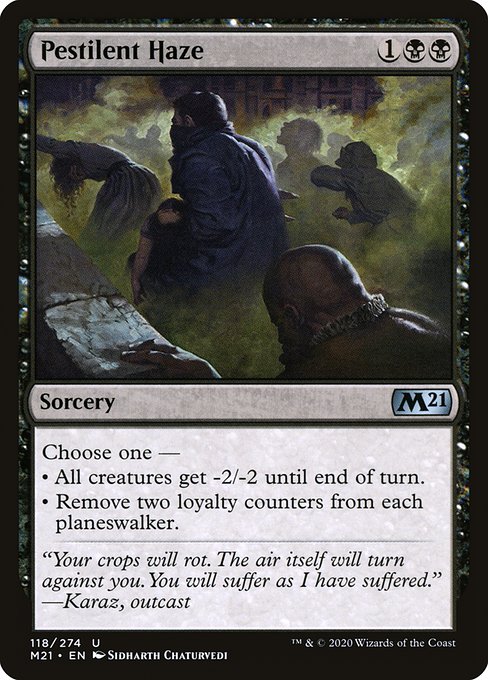 Pestilent Haze 1
Sorcery M21
Choose one —
• All creatures get -2/-2 until end of turn.
• Remove two loyalty counters from each
planeswalker.
“Your crops will rot. The air itself will turn
against you. You will suffer as I have suffered.”
—Karaz, outcast
118/274 U
M21 • EN Sidharth Chaturvedi
™ & © 2020 Wizards of the Coast